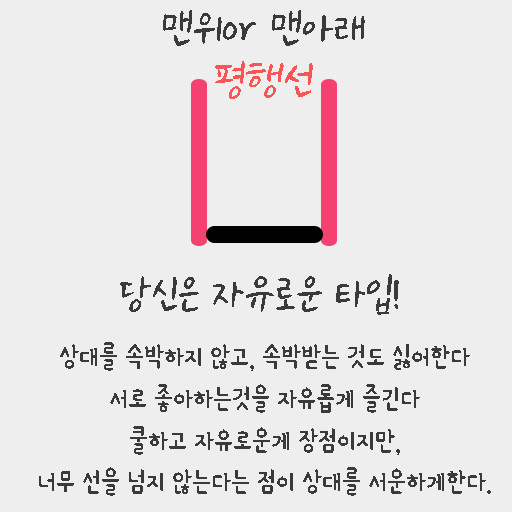 맨위or 맨아래
평행선
당신은 자유로운 타입!
상대를 속박하지 않고, 속박받는 것도 싫어한다
서로 좋아하는것을 자유롭게 즐긴다
쿨하고 자유로운게 장점이지만,
너무 선을 넘지 않는다는 점이 상대를 서운하게한다.